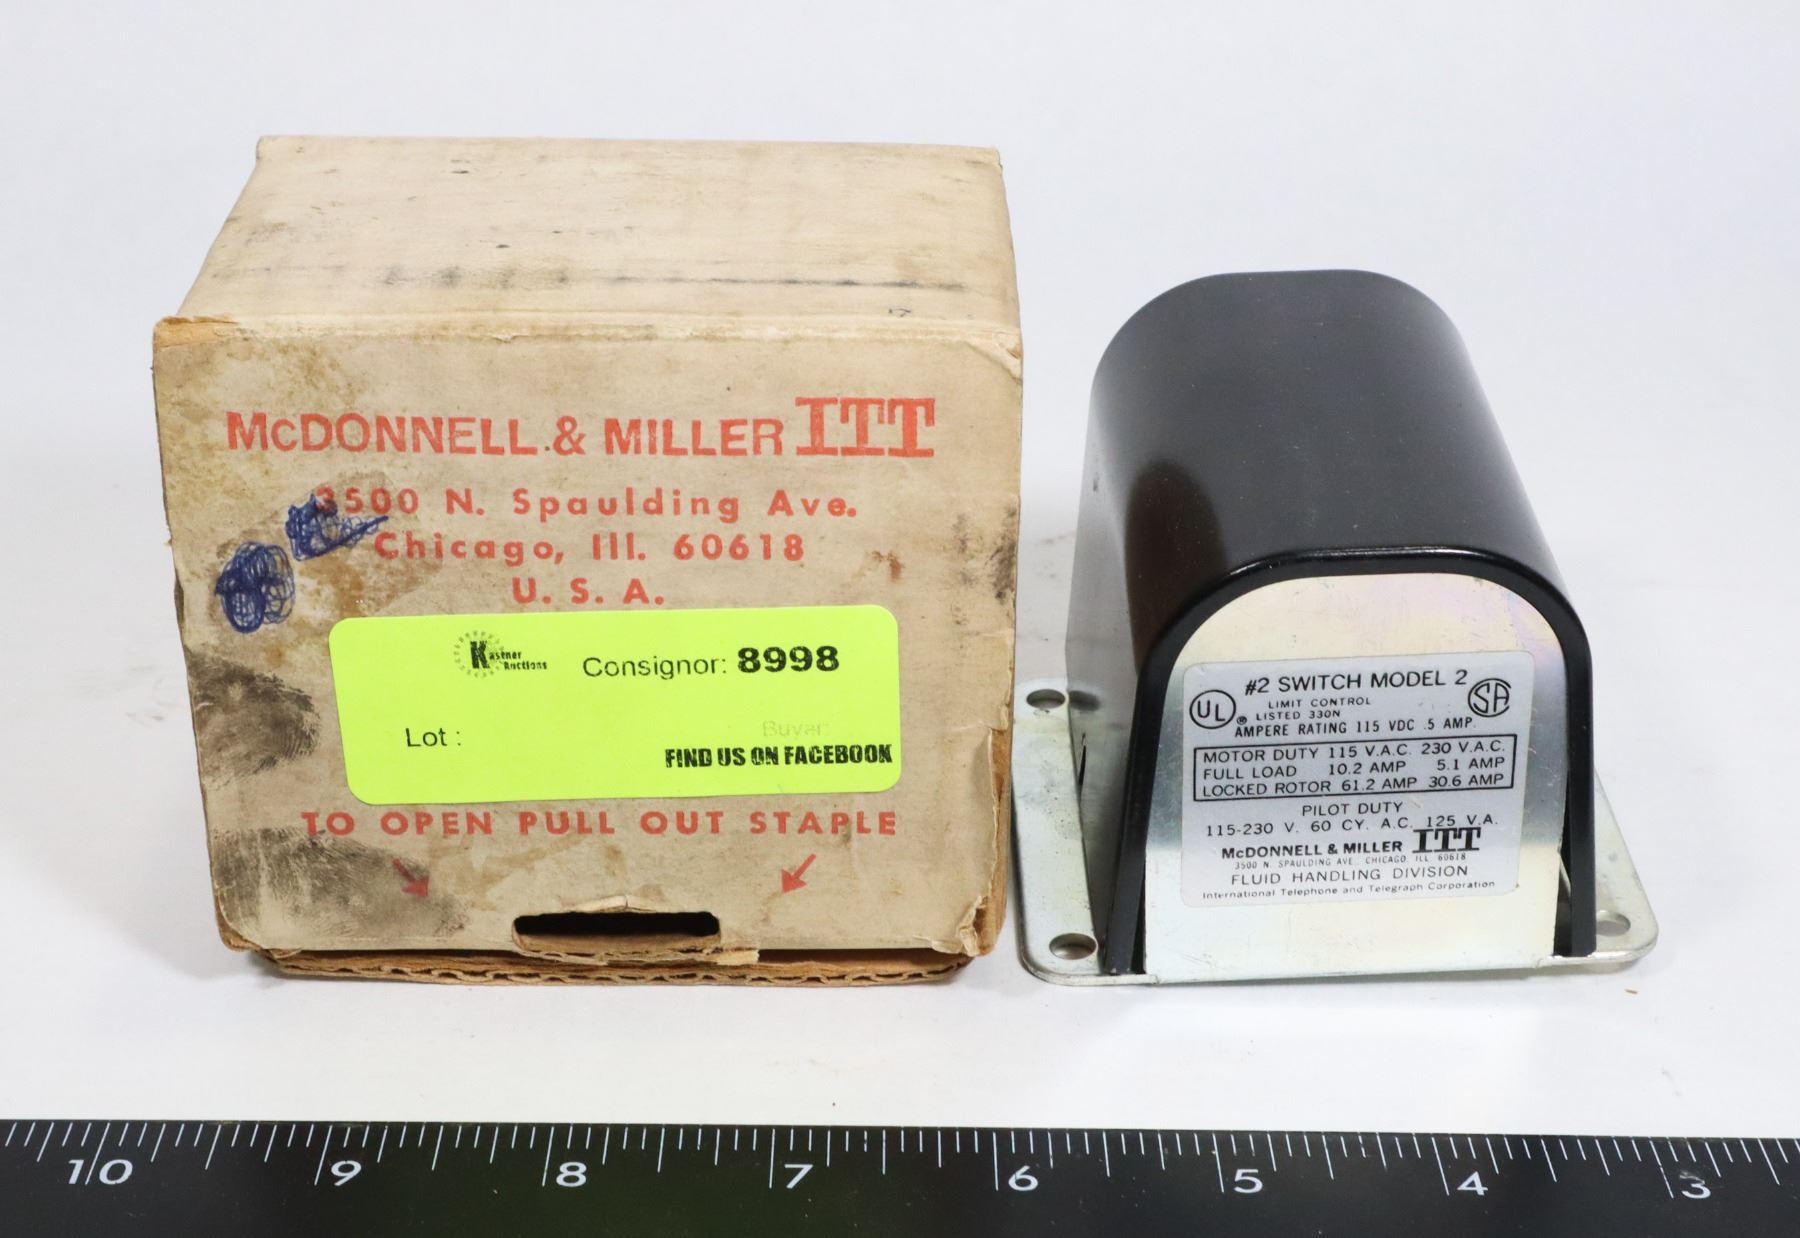 McDONNELL & MILLER ITT
3500 N. Spaulding Ave.
Chicago, Ill. 60618
U. S. A.
Kastner
Auctions
Consignor: 8998
Lot :
Buyer:
FIND US ON FACEBOOK
TO OPEN PULL OUT STAPLE
#2 SWITCH MODEL 2
UL ®
LIMIT CONTROL
LISTED 330N
SA
AMPERE RATING 115 VDC .5 AMP.
MOTOR DUTY 115 V.A.C. 230 V.A.C.
FULL LOAD 10.2 AMP 5.1 AMP
LOCKED ROTOR 61.2 AMP 30.6 AMP
PILOT DUTY
115-230 V. 60 CY. A.C. 125 V.A.
McDONNELL & MILLER ITT
3500 N. SPAULDING AVE., CHICAGO, ILL 60618
FLUID HANDLING DIVISION
International Telephone and Telegraph Corporation
10 9 8 7 6 5 4 3